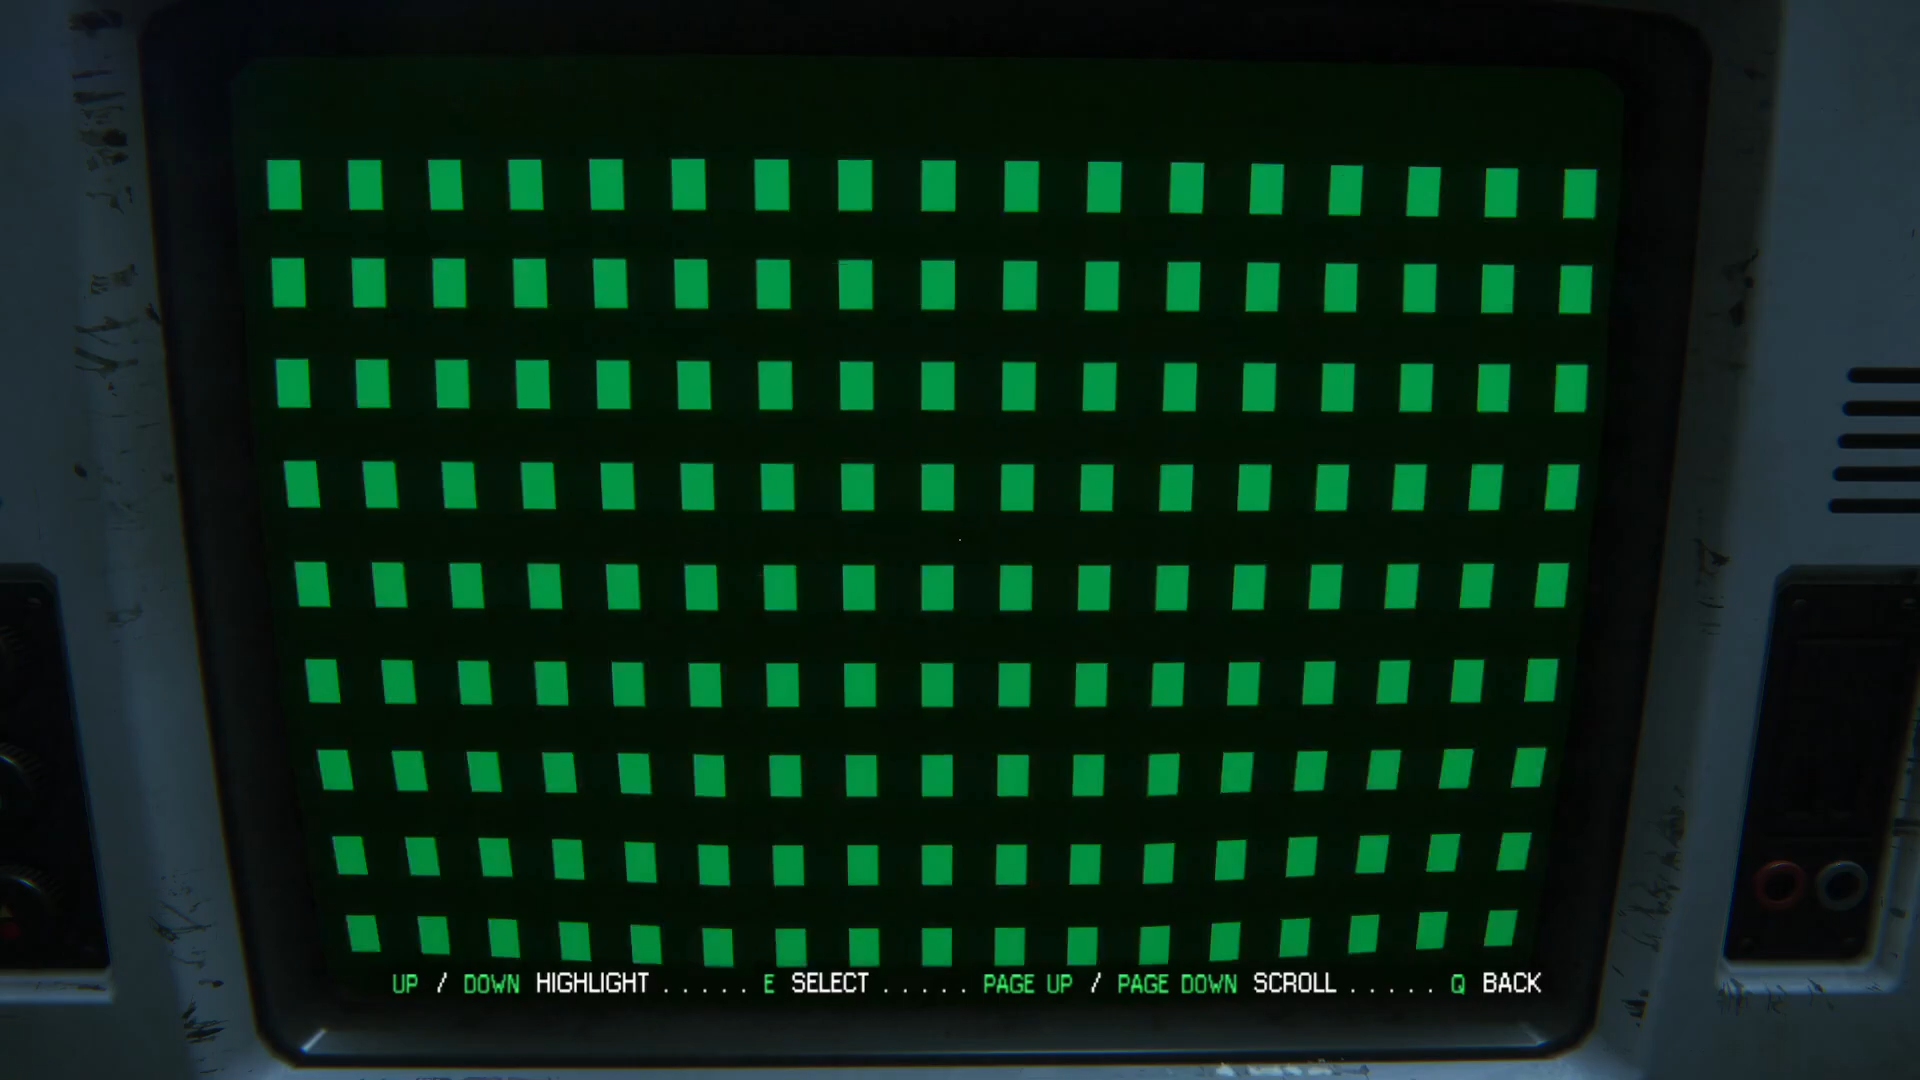 UP / DOWN HIGHLIGHT ..... E SELECT ..... PAGE UP / PAGE DOWN SCROLL ..... Q BACK